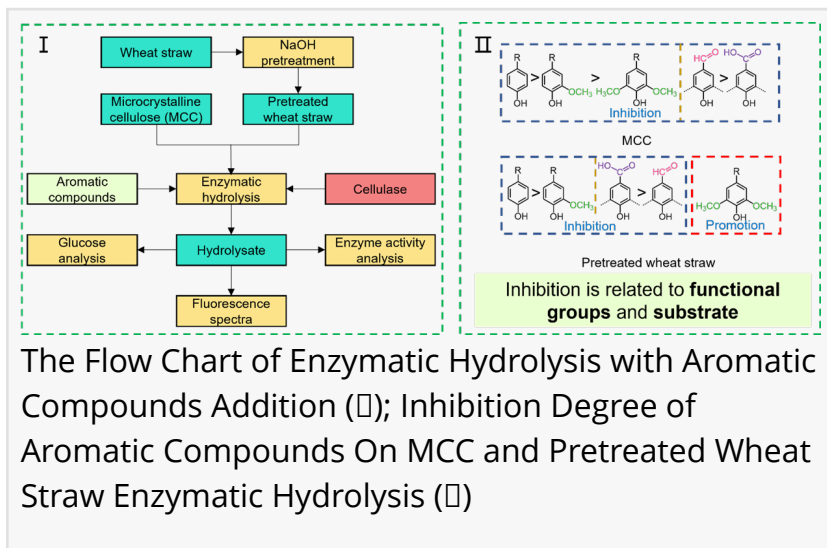 I
Wheat straw
NaOH
pretreatment
Microcrystalline
cellulose (MCC)
Pretreated
wheat straw
Aromatic
compounds
Enzymatic
hydrolysis
Cellulase
Glucose
analysis
Hydrolysate
Enzyme activity
analysis
Fluorescence
spectra
II
R > R > R CHO > HO O
OH OCH₃ H₃CO OCH₃
OH OH OH OH
Inhibition
MCC
R > R HO O > CHO R
OH OCH₃ H₃CO OCH₃
OH OH OH OH
Inhibition Promotion
Pretreated wheat straw
Inhibition is related to functional
groups and substrate
The Flow Chart of Enzymatic Hydrolysis with Aromatic
Compounds Addition (▯); Inhibition Degree of
Aromatic Compounds On MCC and Pretreated Wheat
Straw Enzymatic Hydrolysis (▯)